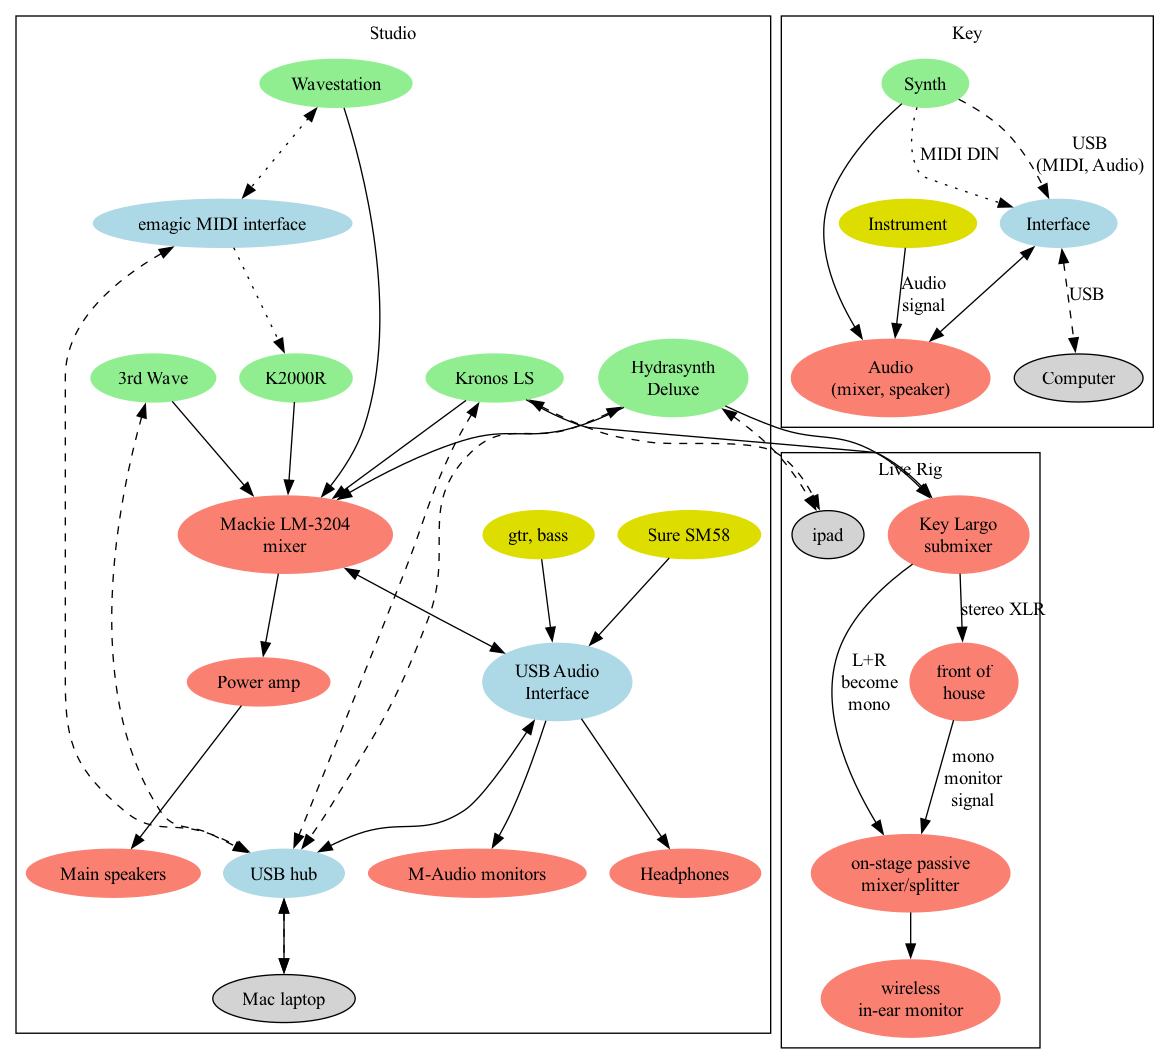 Studio
Wavestation
emagic MIDI interface
3rd Wave
K2000R
Kronos LS
Hydrasynth
Deluxe
Mackie LM-3204
mixer
gtr, bass
Sure SM58
Power amp
USB Audio
Interface
Main speakers
USB hub
M-Audio monitors
Headphones
Mac laptop
Key
Synth
MIDI DIN
USB
(MIDI, Audio)
Instrument
Interface
Audio
signal
USB
Audio
(mixer, speaker)
Computer
Live Rig
ipad
Key Largo
submixer
stereo XLR
L+R
become
mono
front of
house
mono
monitor
signal
on-stage passive
mixer/splitter
wireless
in-ear monitor